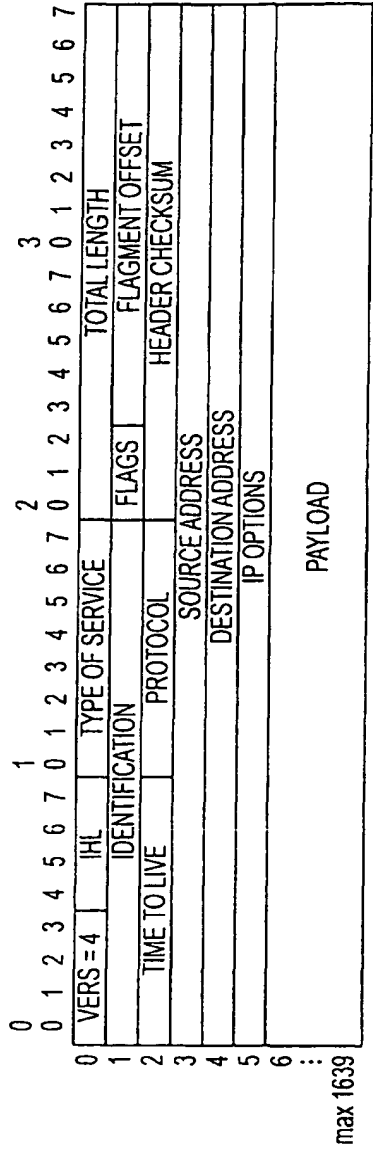 0 1 2 3
0 1 2 3 4 5 6 7 0 1 2 3 4 5 6 7 0 1 2 3 4 5 6 7 0 1 2 3 4 5 6 7
0 VERS = 4 IHL TYPE OF SERVICE TOTAL LENGTH
1 IDENTIFICATION FLAGS FLAGMENT OFFSET
2 TIME TO LIVE PROTOCOL HEADER CHECKSUM
3 SOURCE ADDRESS
4 DESTINATION ADDRESS
5 IP OPTIONS
6
: :
PAYLOAD
max 1639